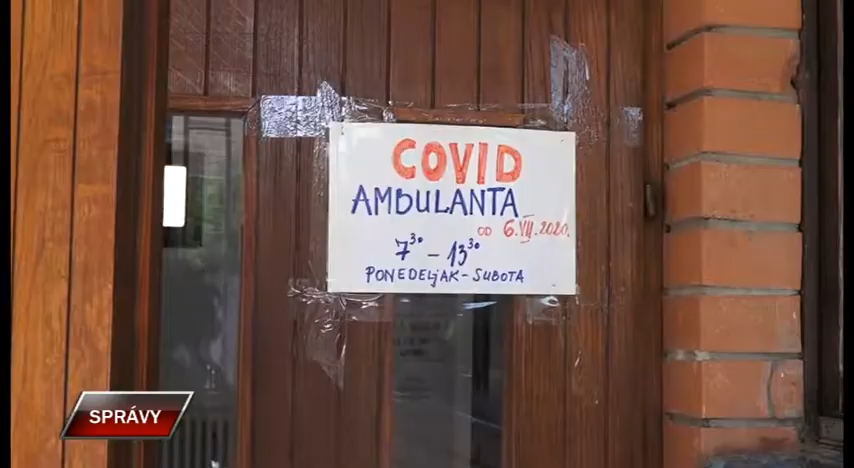 COVID
AMBULANTA
OD 6.VII.2020.
7³⁰ - 13³⁰
PONEDELJAK - SUBOTA
SPRÁVY